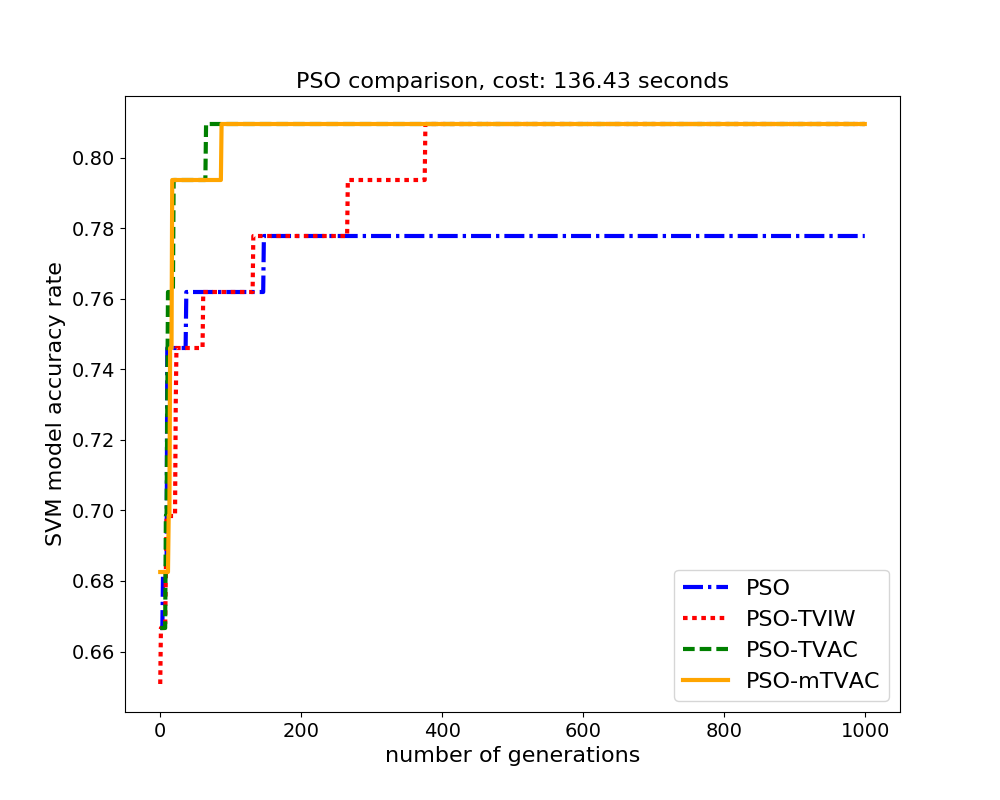 PSO comparison, cost: 136.43 seconds
SVM model accuracy rate
0.80
0.78
0.76
0.74
0.72
0.70
0.68
0.66
0 200 400 600 800 1000
number of generations
PSO
PSO-TVIW
PSO-TVAC
PSO-mTVAC